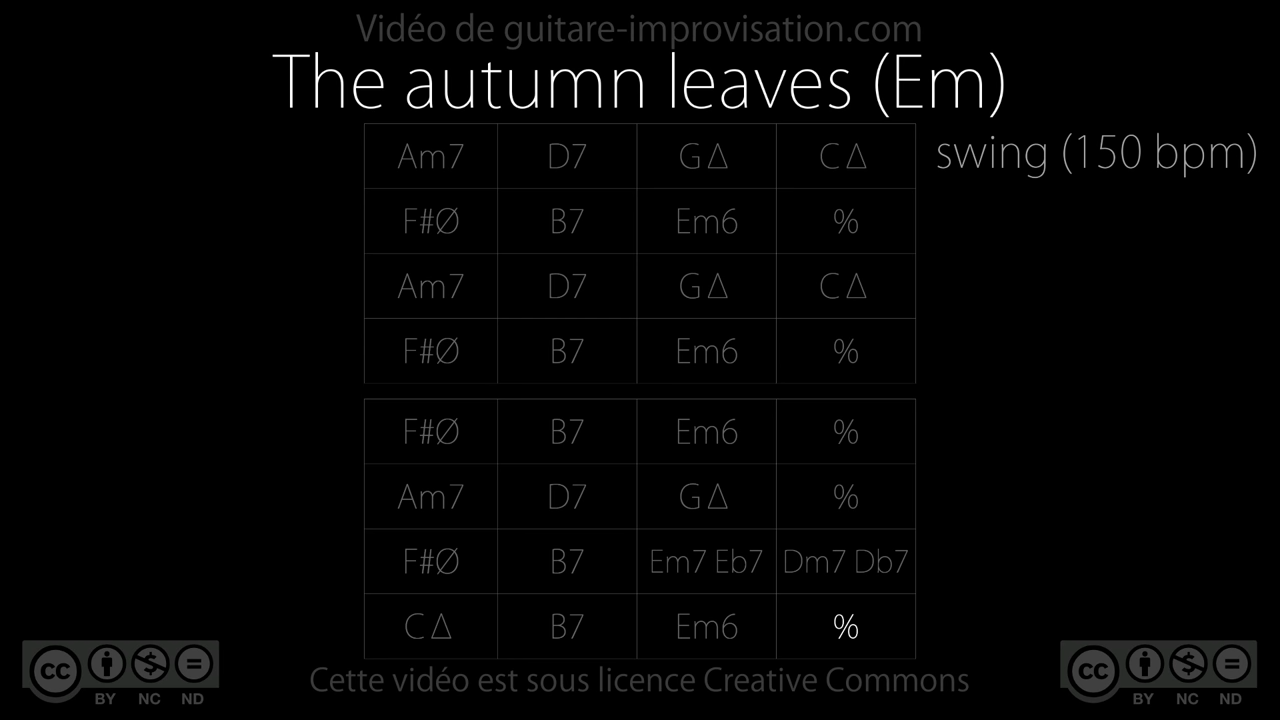 Vidéo de guitare-improvisation.com
The autumn leaves (Em)
swing (150 bpm)
Am7 D7 G Δ C Δ
F#Ø B7 Em6 %
Am7 D7 G Δ C Δ
F#Ø B7 Em6 %
F#Ø B7 Em6 %
Am7 D7 G Δ %
F#Ø B7 Em7 Eb7 Dm7 Db7
C Δ B7 Em6 %
cc BY NC ND
Cette vidéo est sous licence Creative Commons
cc BY NC ND